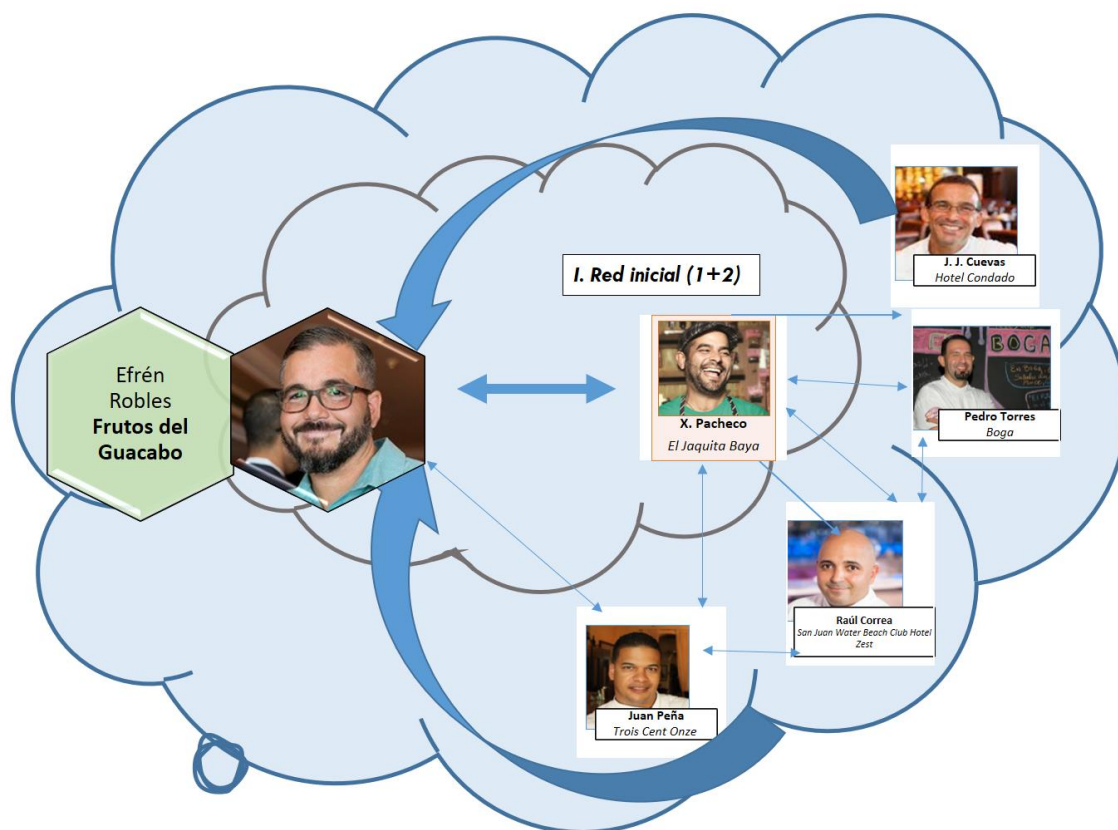 Efrén
Robles
Frutos del
Guacabo
I. Red inicial (1+2)
X. Pacheco
El Jaquita Baya
J. J. Cuevas
Hotel Condado
BOGA
Pedro Torres
Boga
Raúl Correa
San Juan Water Beach Club Hotel
Zest
Juan Peña
Trois Cent Onze